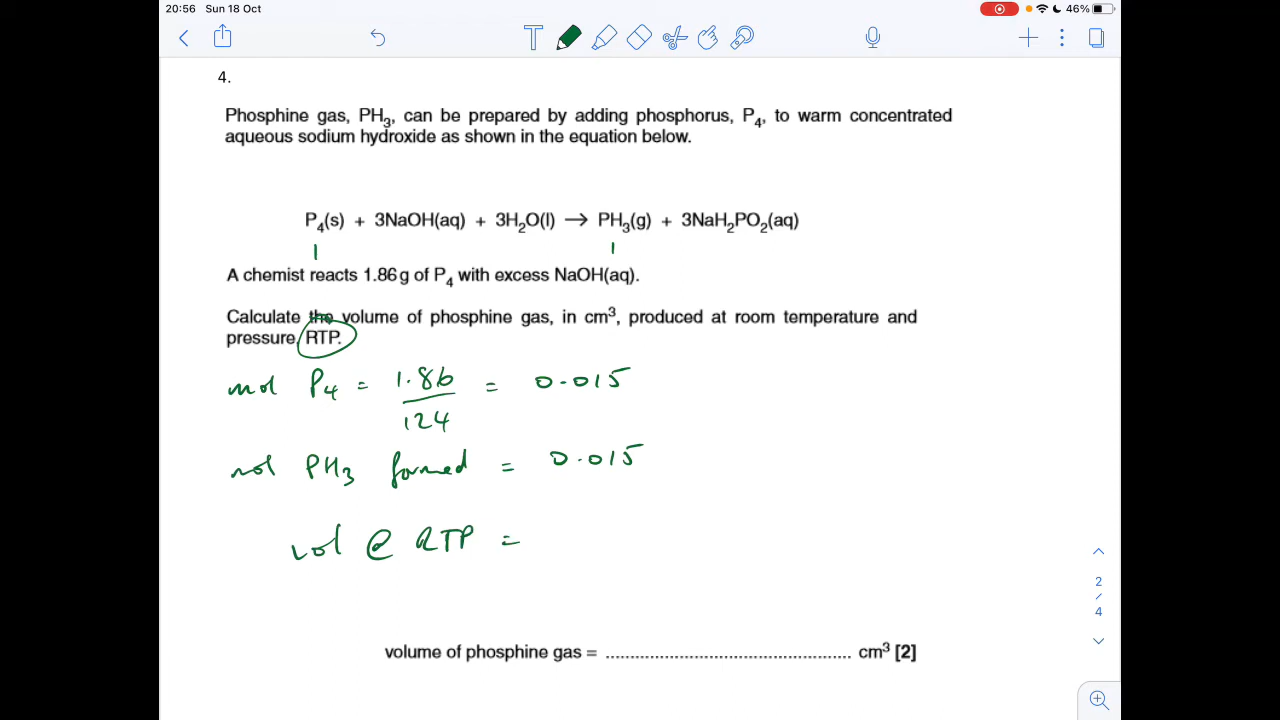 20:56 Sun 18 Oct 46%
T
4.
Phosphine gas, PH₃, can be prepared by adding phosphorus, P₄, to warm concentrated
aqueous sodium hydroxide as shown in the equation below.
P₄(s) + 3NaOH(aq) + 3H₂O(l) → PH₃(g) + 3NaH₂PO₂(aq)
1 1
A chemist reacts 1.86 g of P₄ with excess NaOH(aq).
Calculate the volume of phosphine gas, in cm³, produced at room temperature and
pressure, RTP.
mol P₄ = 1.86 = 0.015
124
mol PH₃ formed = 0.015
vol @ RTP =
2
/
4
volume of phosphine gas = .................................................... cm³ [2]